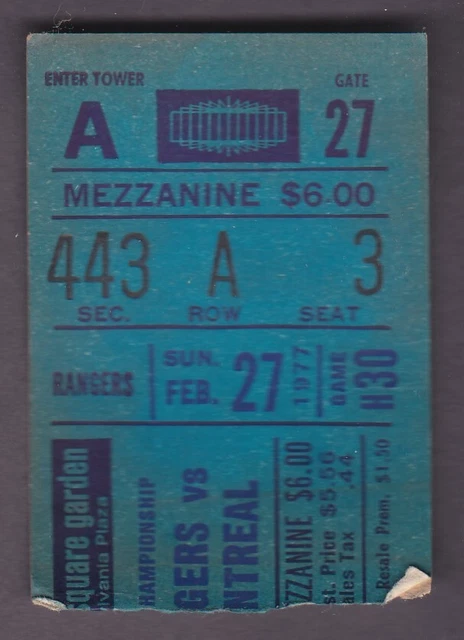 ENTER TOWER
GATE
A
27
MEZZANINE $6.00
443 A 3
SEC. ROW SEAT
RANGERS
SUN.
FEB. 27
1977
GAME
H30
square garden
lvania Plaza
HAMPIONSHIP
GERS vs
NTREAL
ZZANINE $6.00
st. Price $5.56
ales Tax .44
Resale Prem. $1.50